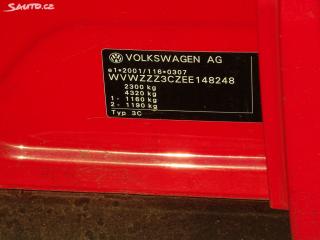 SAUTO.CZ
VOLKSWAGEN AG
e1*2001/116*0307
WVWZZZ3CZEE148248
2300 kg
4320 kg
1- 1160 kg
2- 1190 kg
Typ 3C